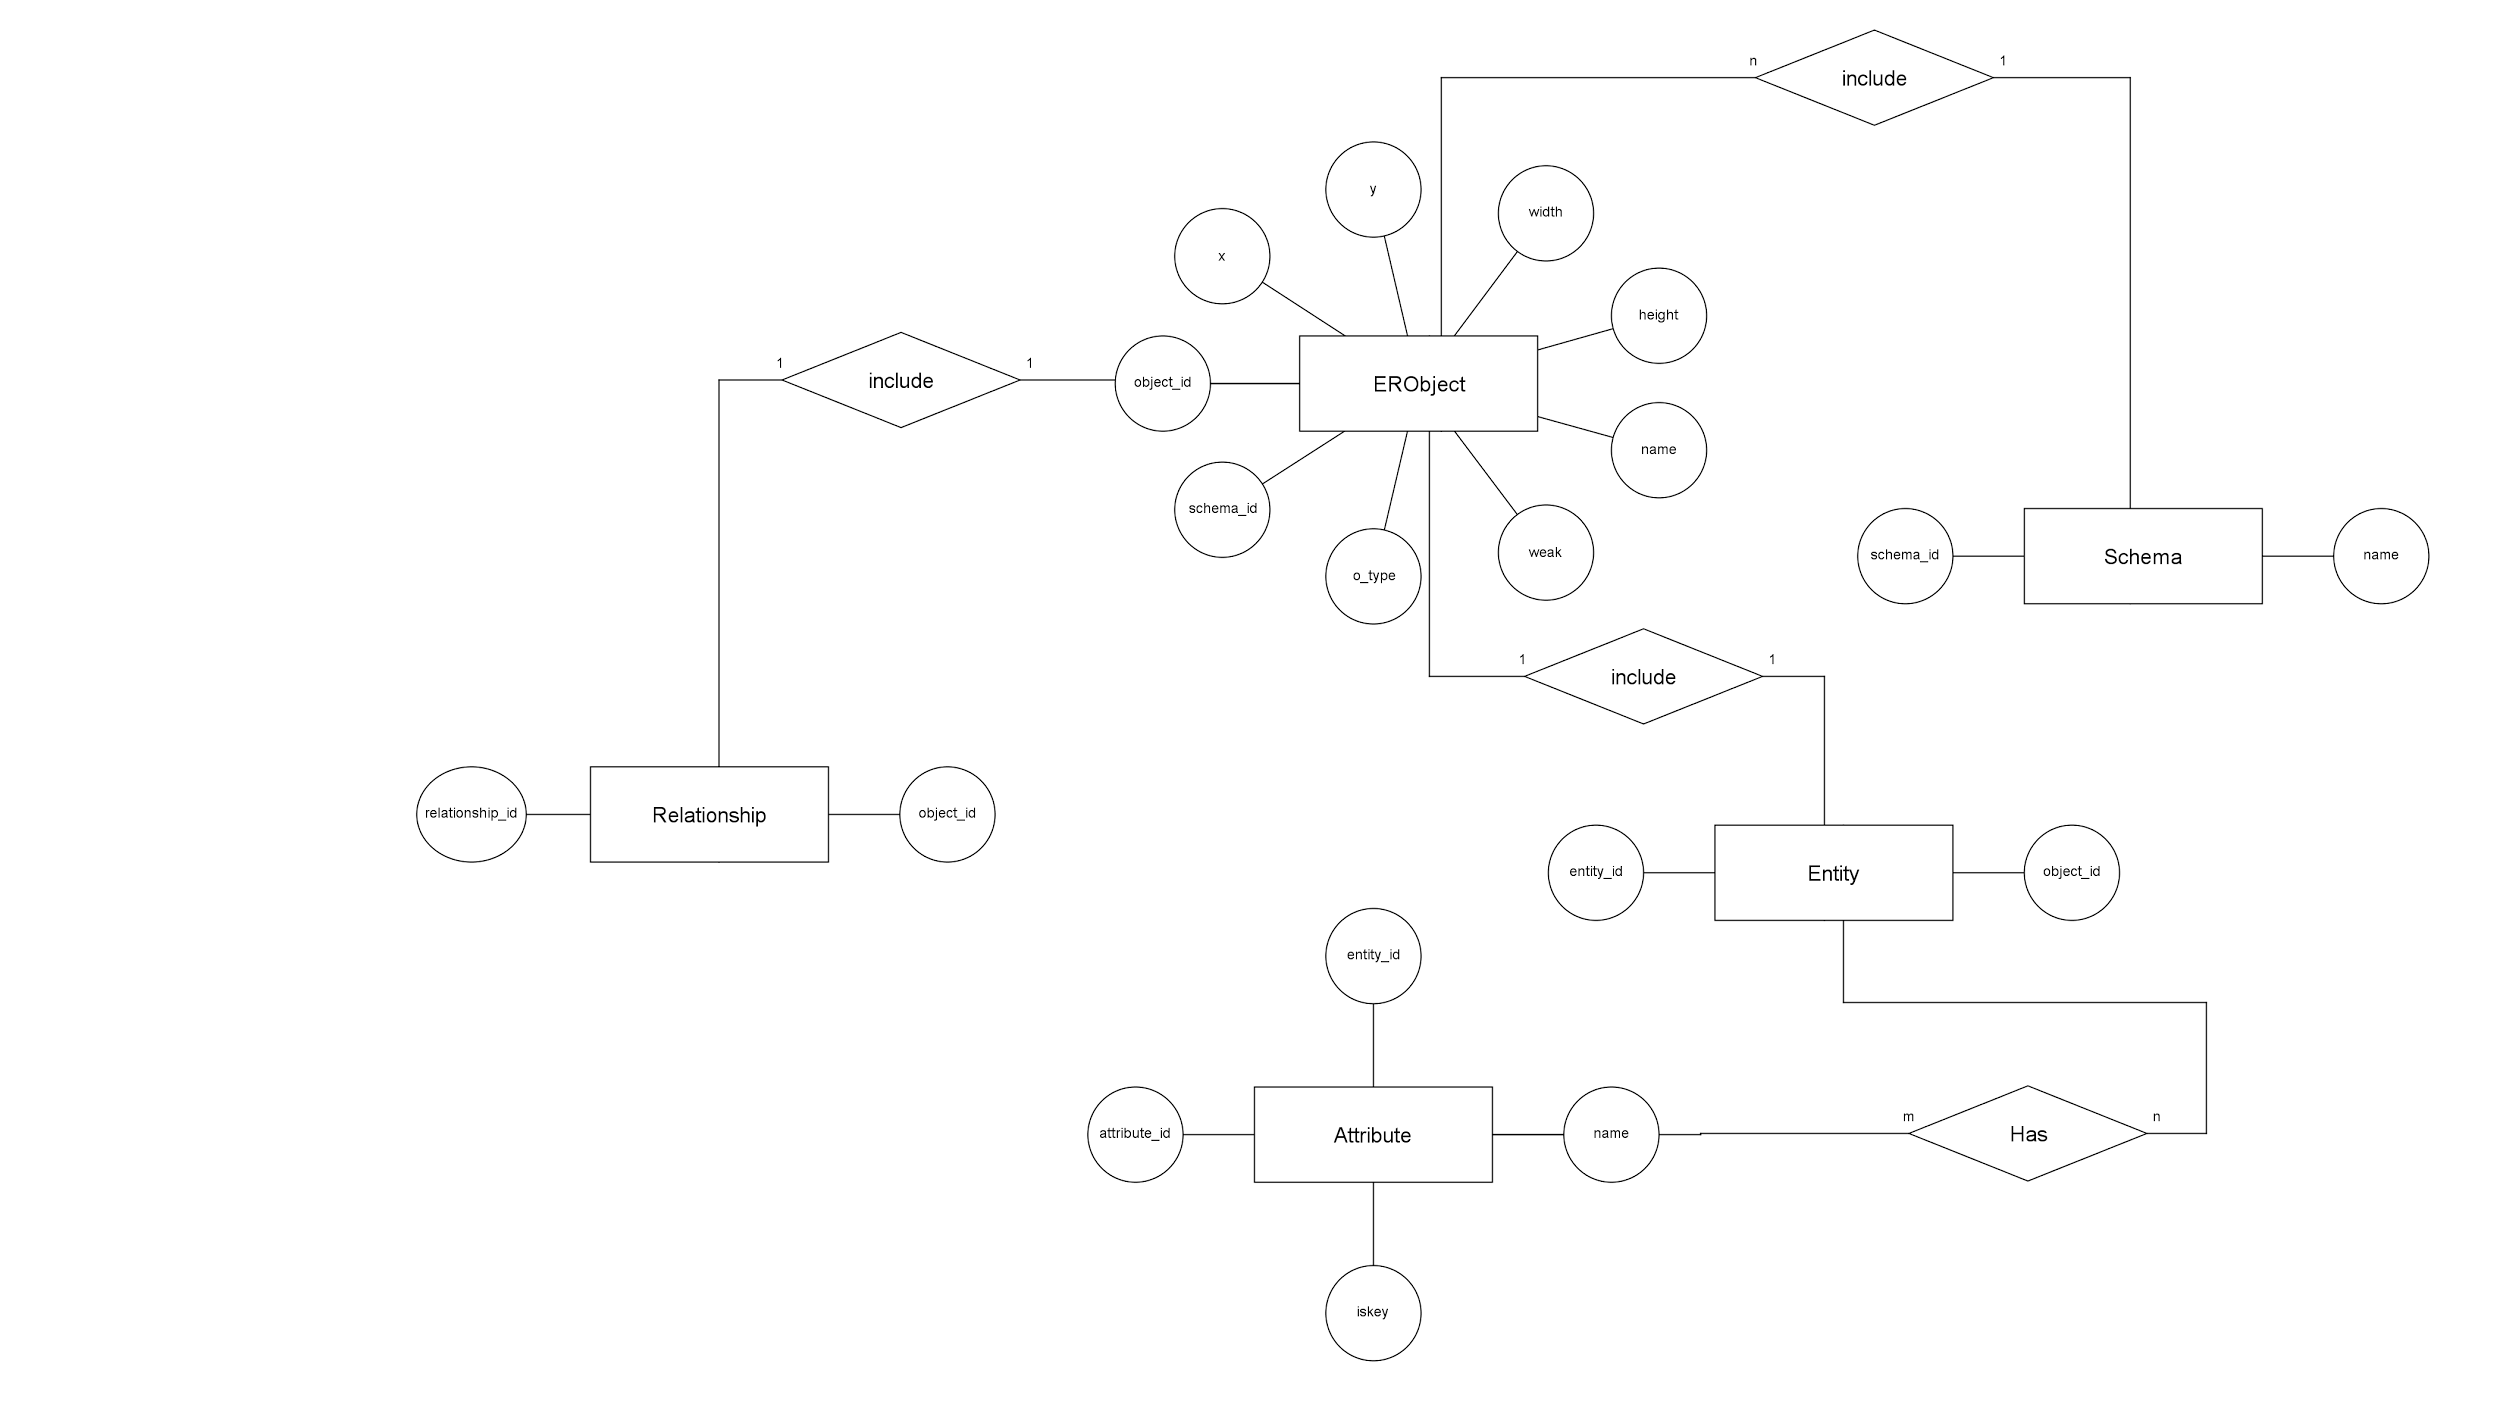 n
1
include
y
width
x
height
1
1
include
object_id
ERObject
name
schema_id
weak
o_type
schema_id
Schema
name
1
1
include
relationship_id
Relationship
object_id
entity_id
Entity
object_id
entity_id
m
n
attribute_id
Attribute
name
Has
iskey